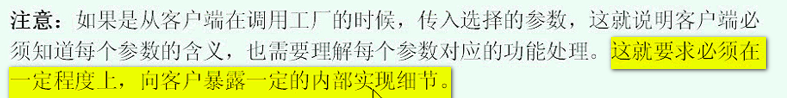 注意：如果是从客户端在调用工厂的时候，传入选择的参数，这就说明客户端必
须知道每个参数的含义，也需要理解每个参数对应的功能处理。这就要求必须在
一定程度上，向客户暴露一定的内部实现细节。